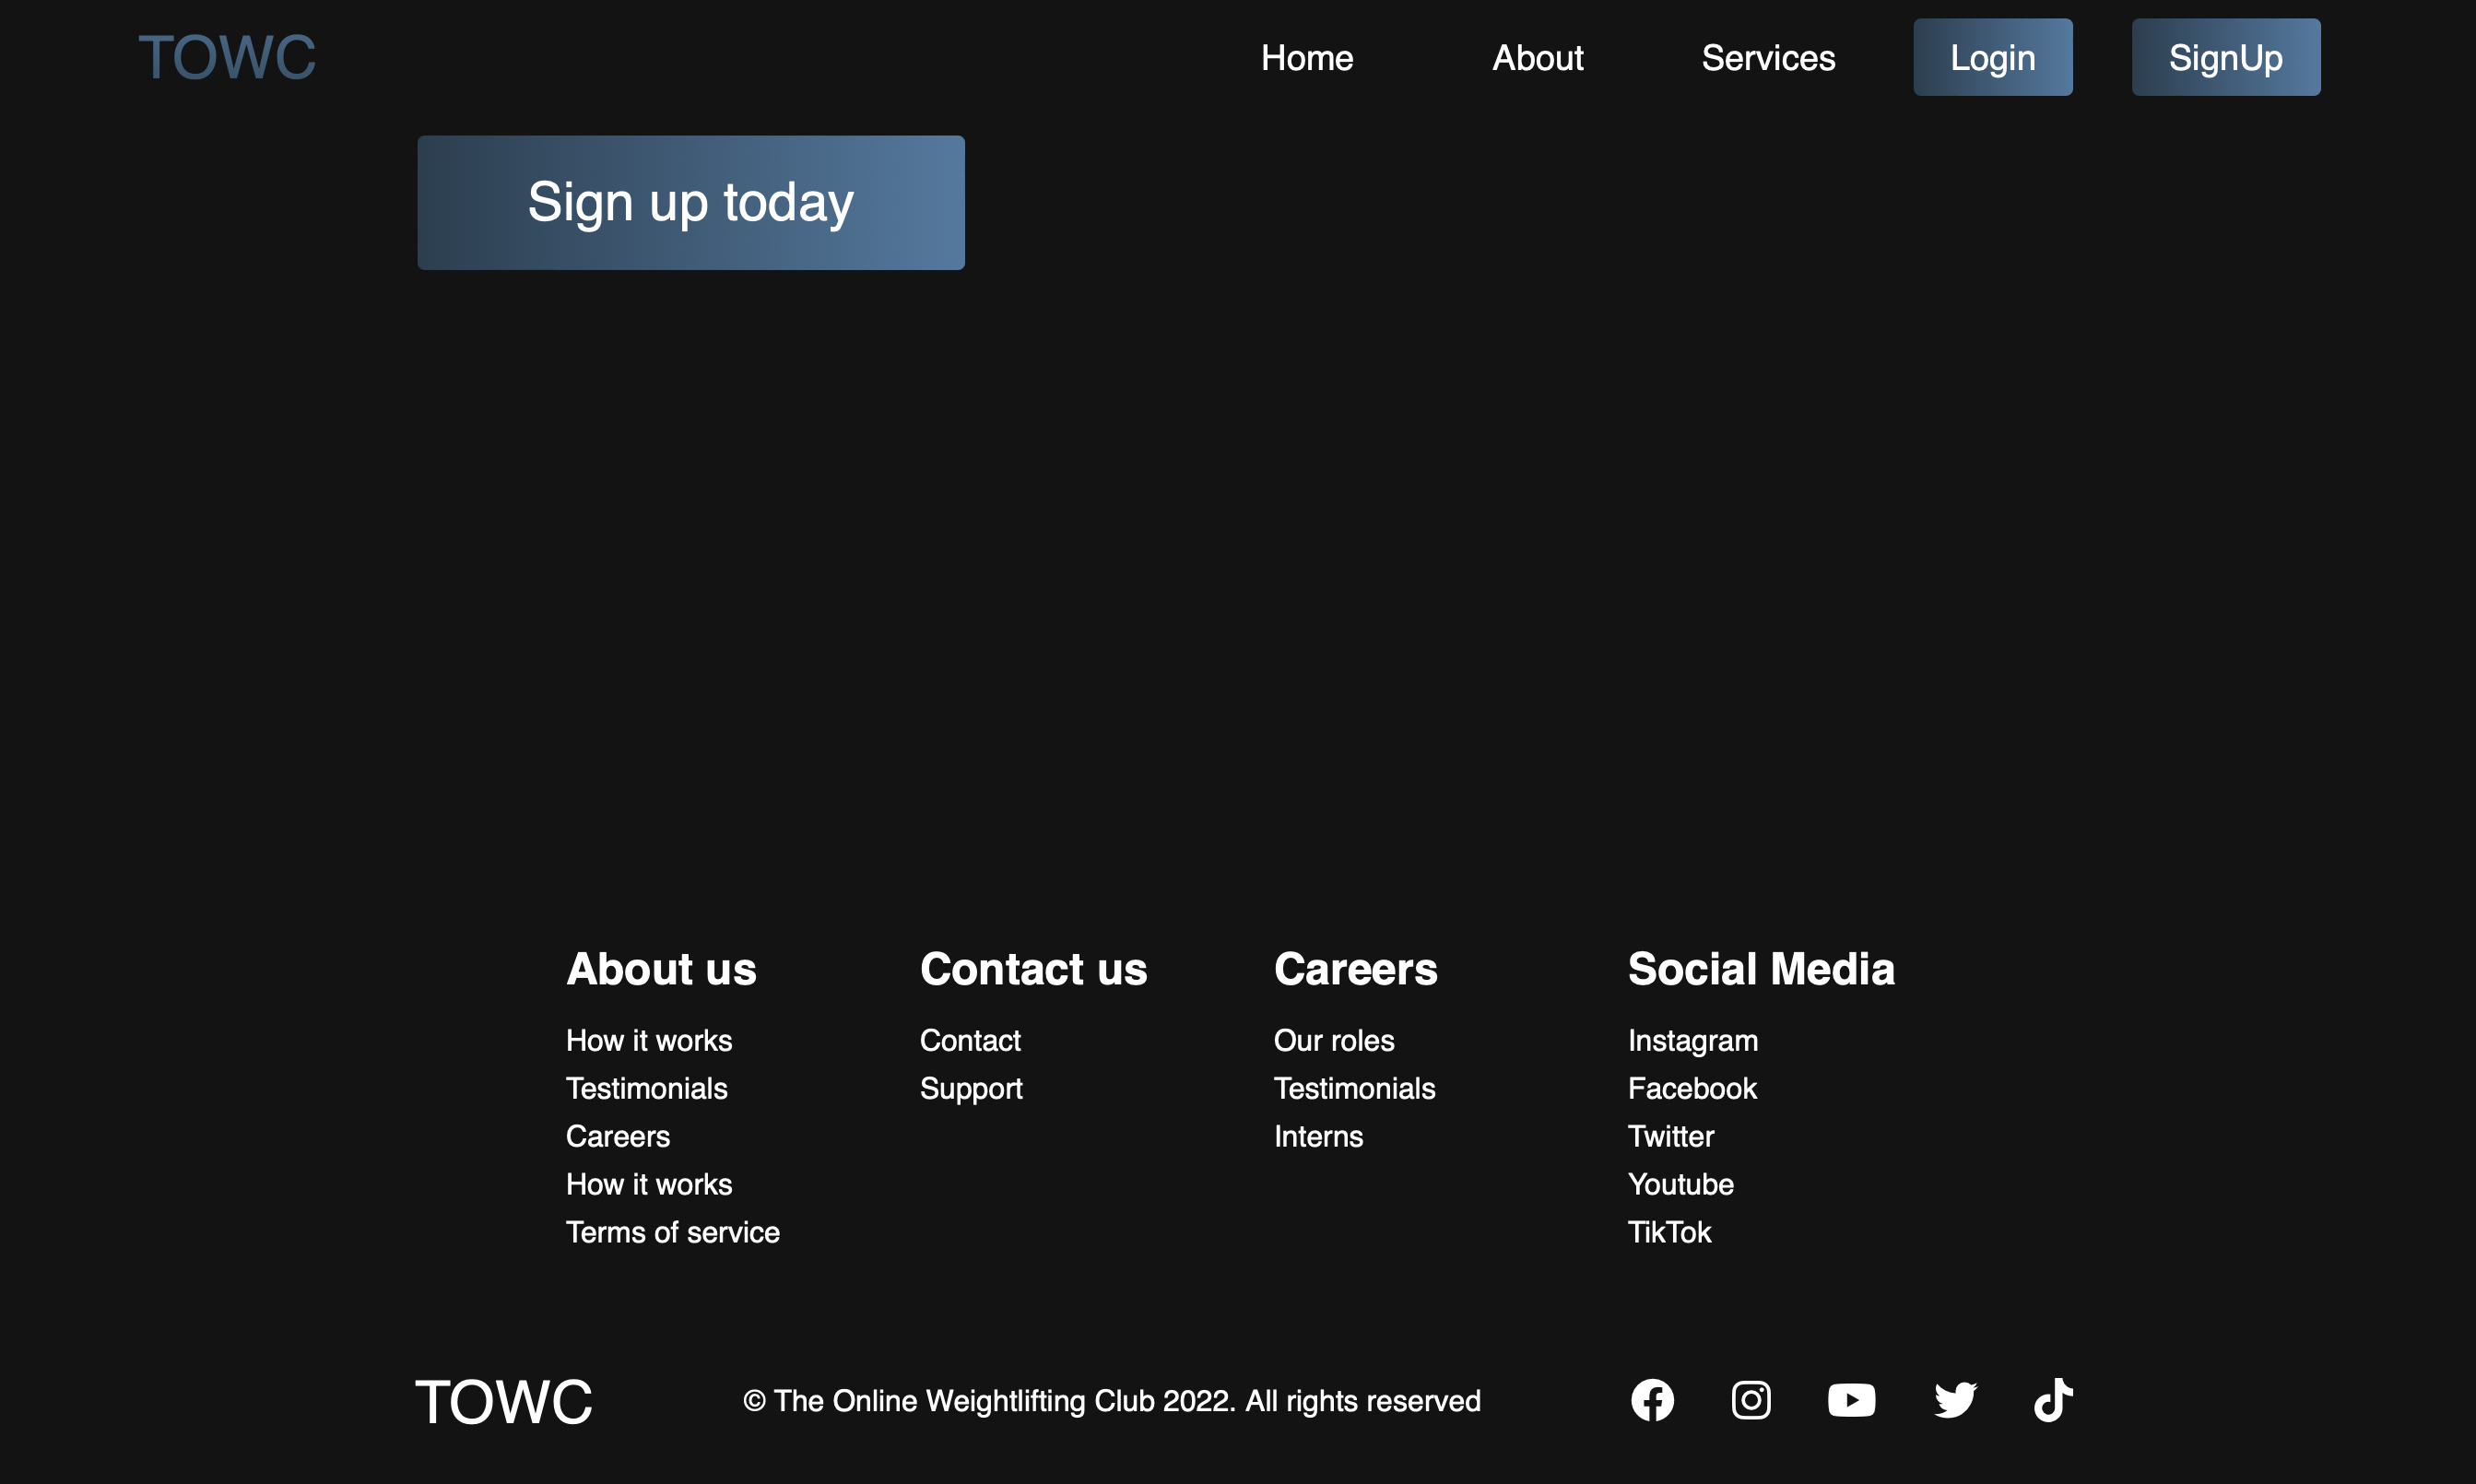 TOWC Home About Services Login SignUp
Sign up today
About us Contact us Careers Social Media
How it works Contact Our roles Instagram
Testimonials Support Testimonials Facebook
Careers Interns Twitter
How it works Youtube
Terms of service TikTok
TOWC © The Online Weightlifting Club 2022. All rights reserved